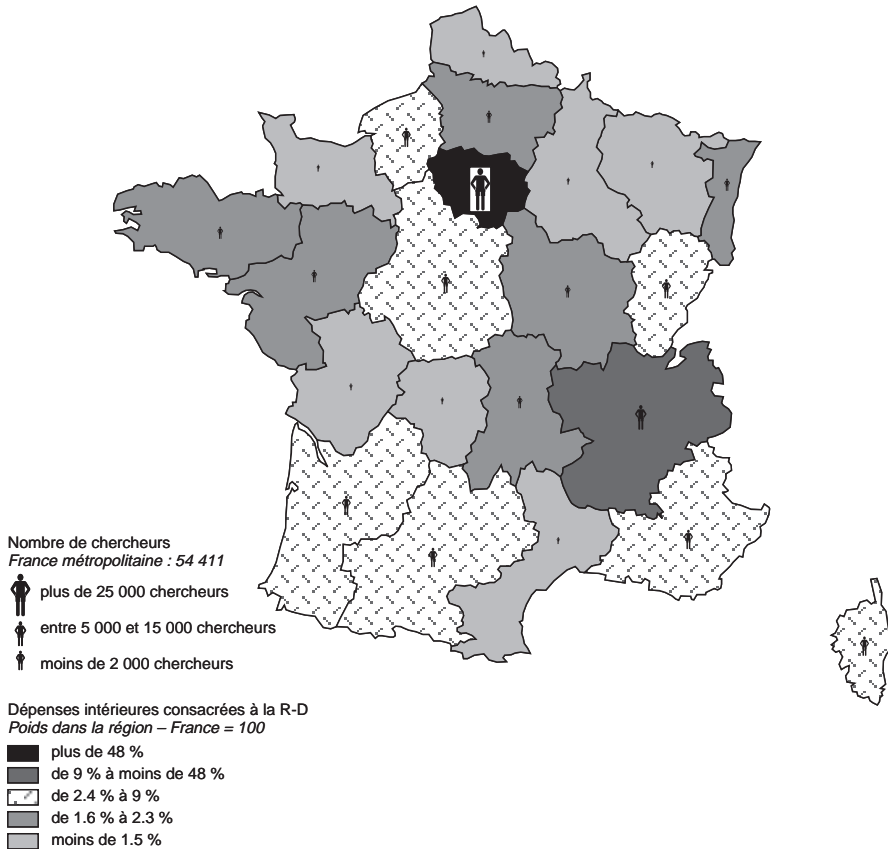 Nombre de chercheurs
France métropolitaine : 54 411
plus de 25 000 chercheurs
entre 5 000 et 15 000 chercheurs
moins de 2 000 chercheurs
Dépenses intérieures consacrées à la R-D
Poids dans la région – France = 100
plus de 48 %
de 9 % à moins de 48 %
de 2.4 % à 9 %
de 1.6 % à 2.3 %
moins de 1.5 %